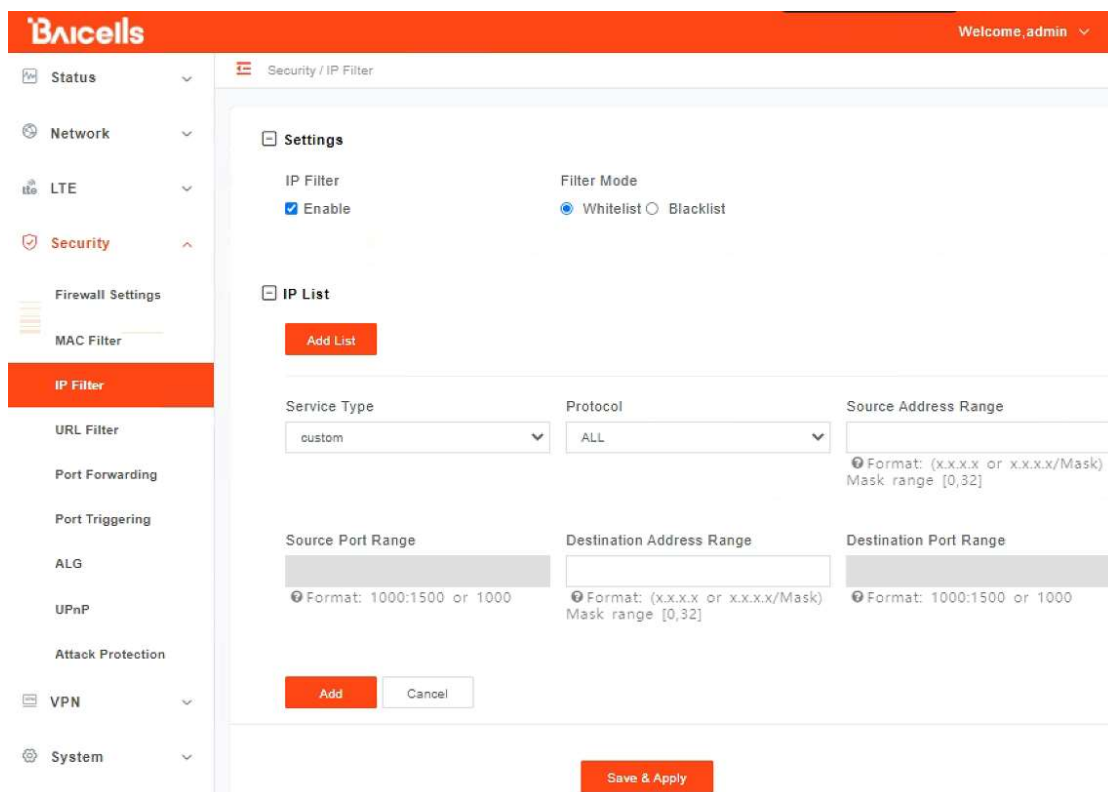 BAICELLS
Welcome,admin
Status
Security / IP Filter
Network
Settings
IP Filter
Filter Mode
LTE
Enable
Whitelist
Blacklist
Security
Firewall Settings
IP List
MAC Filter
Add List
IP Filter
Service Type
Protocol
Source Address Range
URL Filter
custom
ALL
Format: (x.x.x.x or x.x.x.x/Mask)
Mask range [0,32]
Port Forwarding
Port Triggering
Source Port Range
Destination Address Range
Destination Port Range
ALG
Format: 1000:1500 or 1000
Format: (x.x.x.x or x.x.x.x/Mask)
Mask range [0,32]
Format: 1000:1500 or 1000
UPnP
Attack Protection
VPN
Add
Cancel
System
Save & Apply